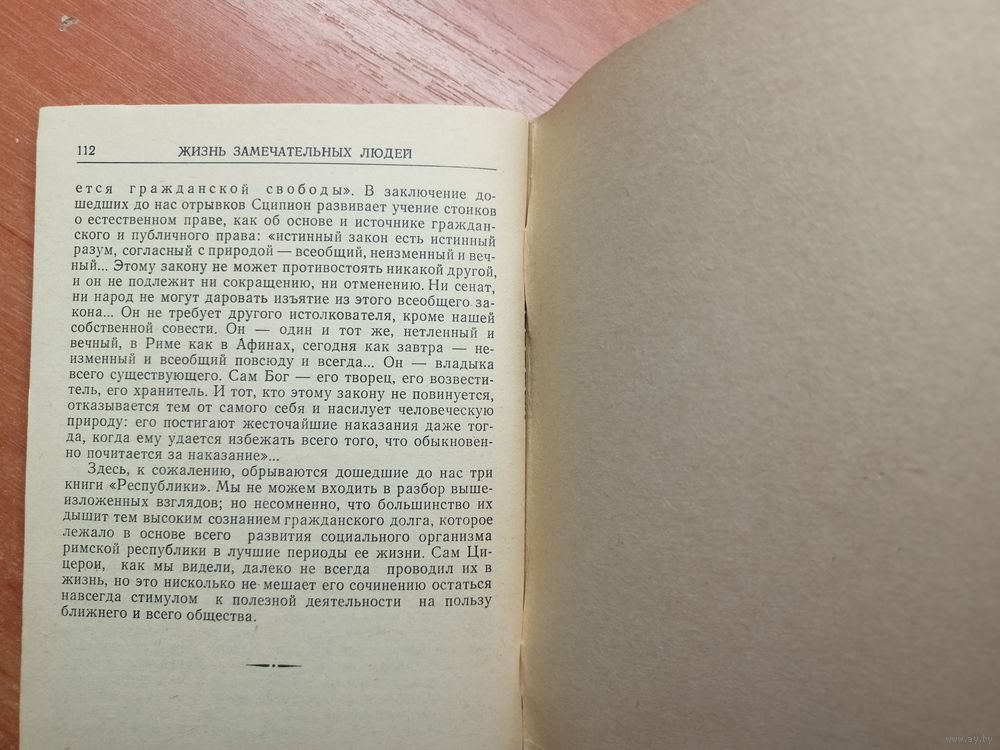 112 ЖИЗНЬ ЗАМЕЧАТЕЛЬНЫХ ЛЮДЕЙ
ется гражданской свободы». В заключение до-
шедших до нас отрывков Сципион развивает учение стоиков
о естественном праве, как об основе и источнике граждан-
ского и публичного права: «истинный закон есть истинный
разум, согласный с природой — всеобщий, неизменный и веч-
ный... Этому закону не может противостоять никакой другой,
и он не подлежит ни сокращению, ни отменению. Ни сенат,
ни народ не могут даровать изъятие из этого всеобщего за-
кона... Он не требует другого истолкователя, кроме нашей
собственной совести. Он — один и тот же, нетленный и
вечный, в Риме как в Афинах, сегодня как завтра — не-
изменный и всеобщий повсюду и всегда... Он — владыка
всего существующего. Сам Бог — его творец, его возвести-
тель, его хранитель. И тот, кто этому закону не повинуется,
отказывается тем от самого себя и насилует человеческую
природу: его постигают жесточайшие наказания даже тог-
да, когда ему удается избежать всего того, что обыкновен-
но почитается за наказание»...
Здесь, к сожалению, обрываются дошедшие до нас три
книги «Республики». Мы не можем входить в разбор выше-
изложенных взглядов; но несомненно, что большинство их
дышит тем высоким сознанием гражданского долга, которое
лежало в основе всего развития социального организма
римской республики в лучшие периоды ее жизни. Сам Ци-
церои, как мы видели, далеко не всегда проводил их в
жизнь, но это нисколько не мешает его сочинению остаться
навсегда стимулом к полезной деятельности на пользу
ближнего и всего общества.
www.ay.by